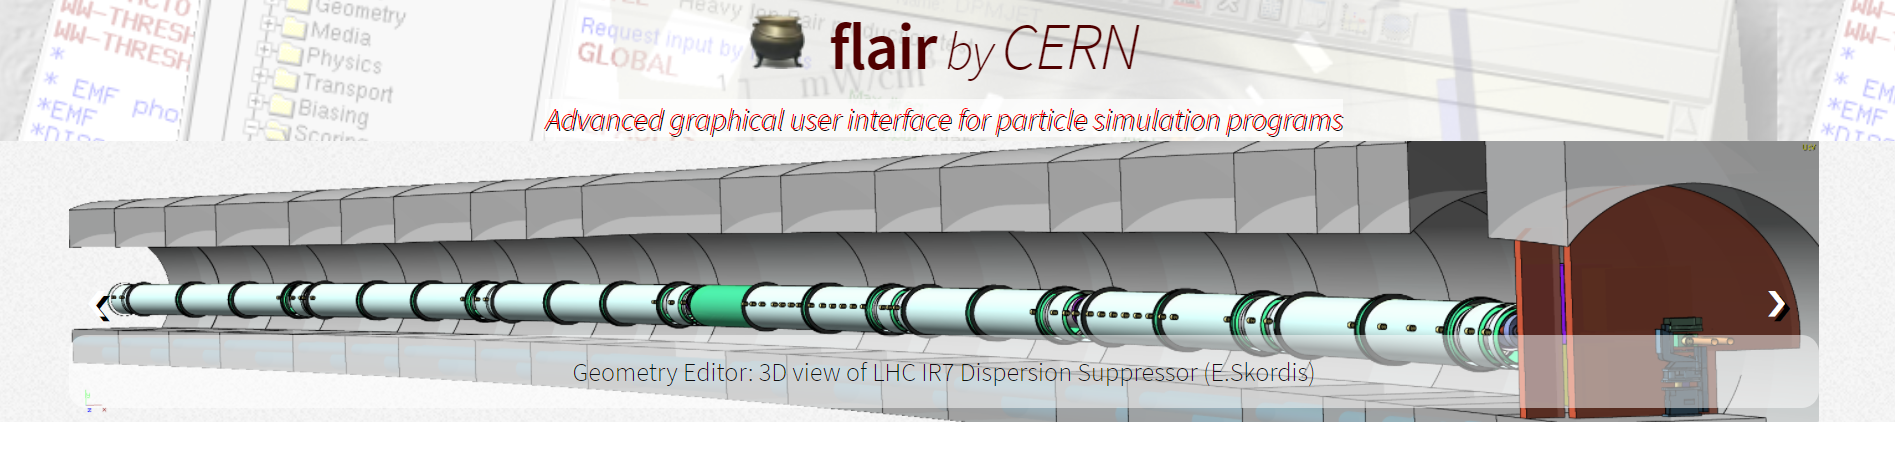 flair by CERN
Advanced graphical user interface for particle simulation programs
WW-THRESH
WW-THRESH
*
* EMF pho
*EMF
Geometry
Media
Physics
Transport
Biasing
Request input by
GLOBAL
Geometry Editor: 3D view of LHC IR7 Dispersion Suppressor (E.Skordis)